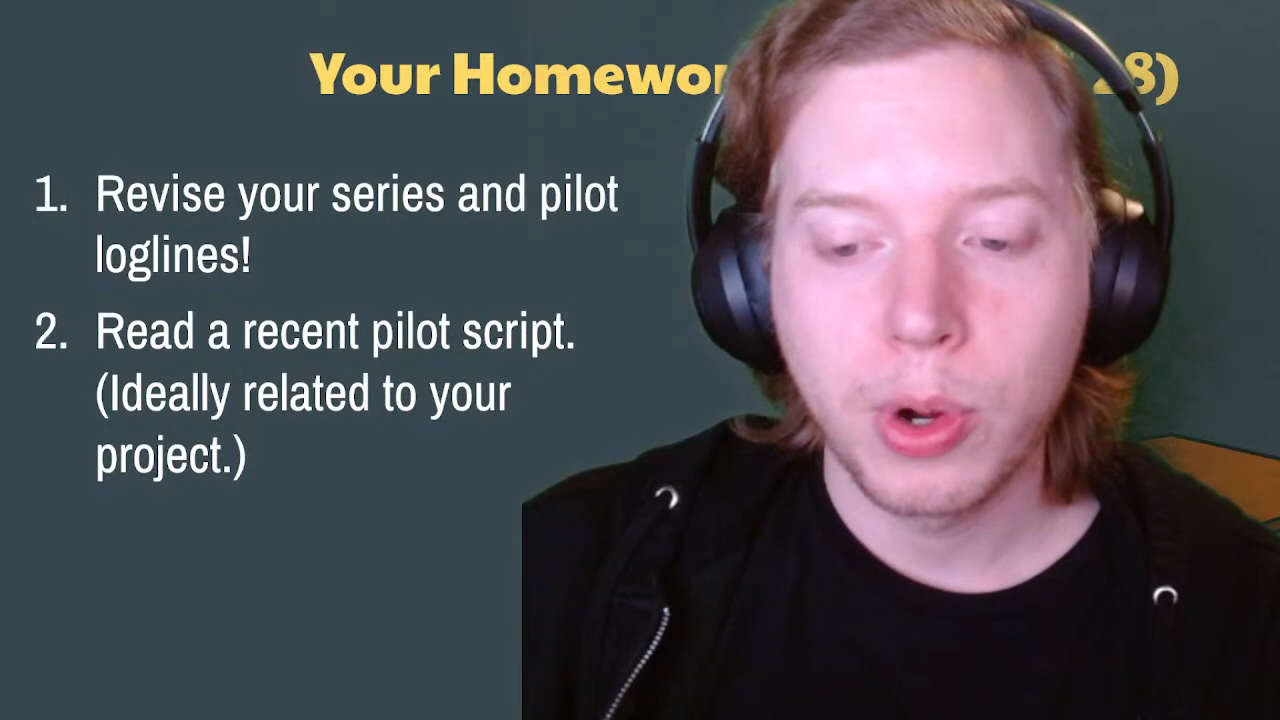 Your 28)
1. Revise your series and pilot
loglines!
2. Read a recent pilot script.
(Ideally related to your
project.)